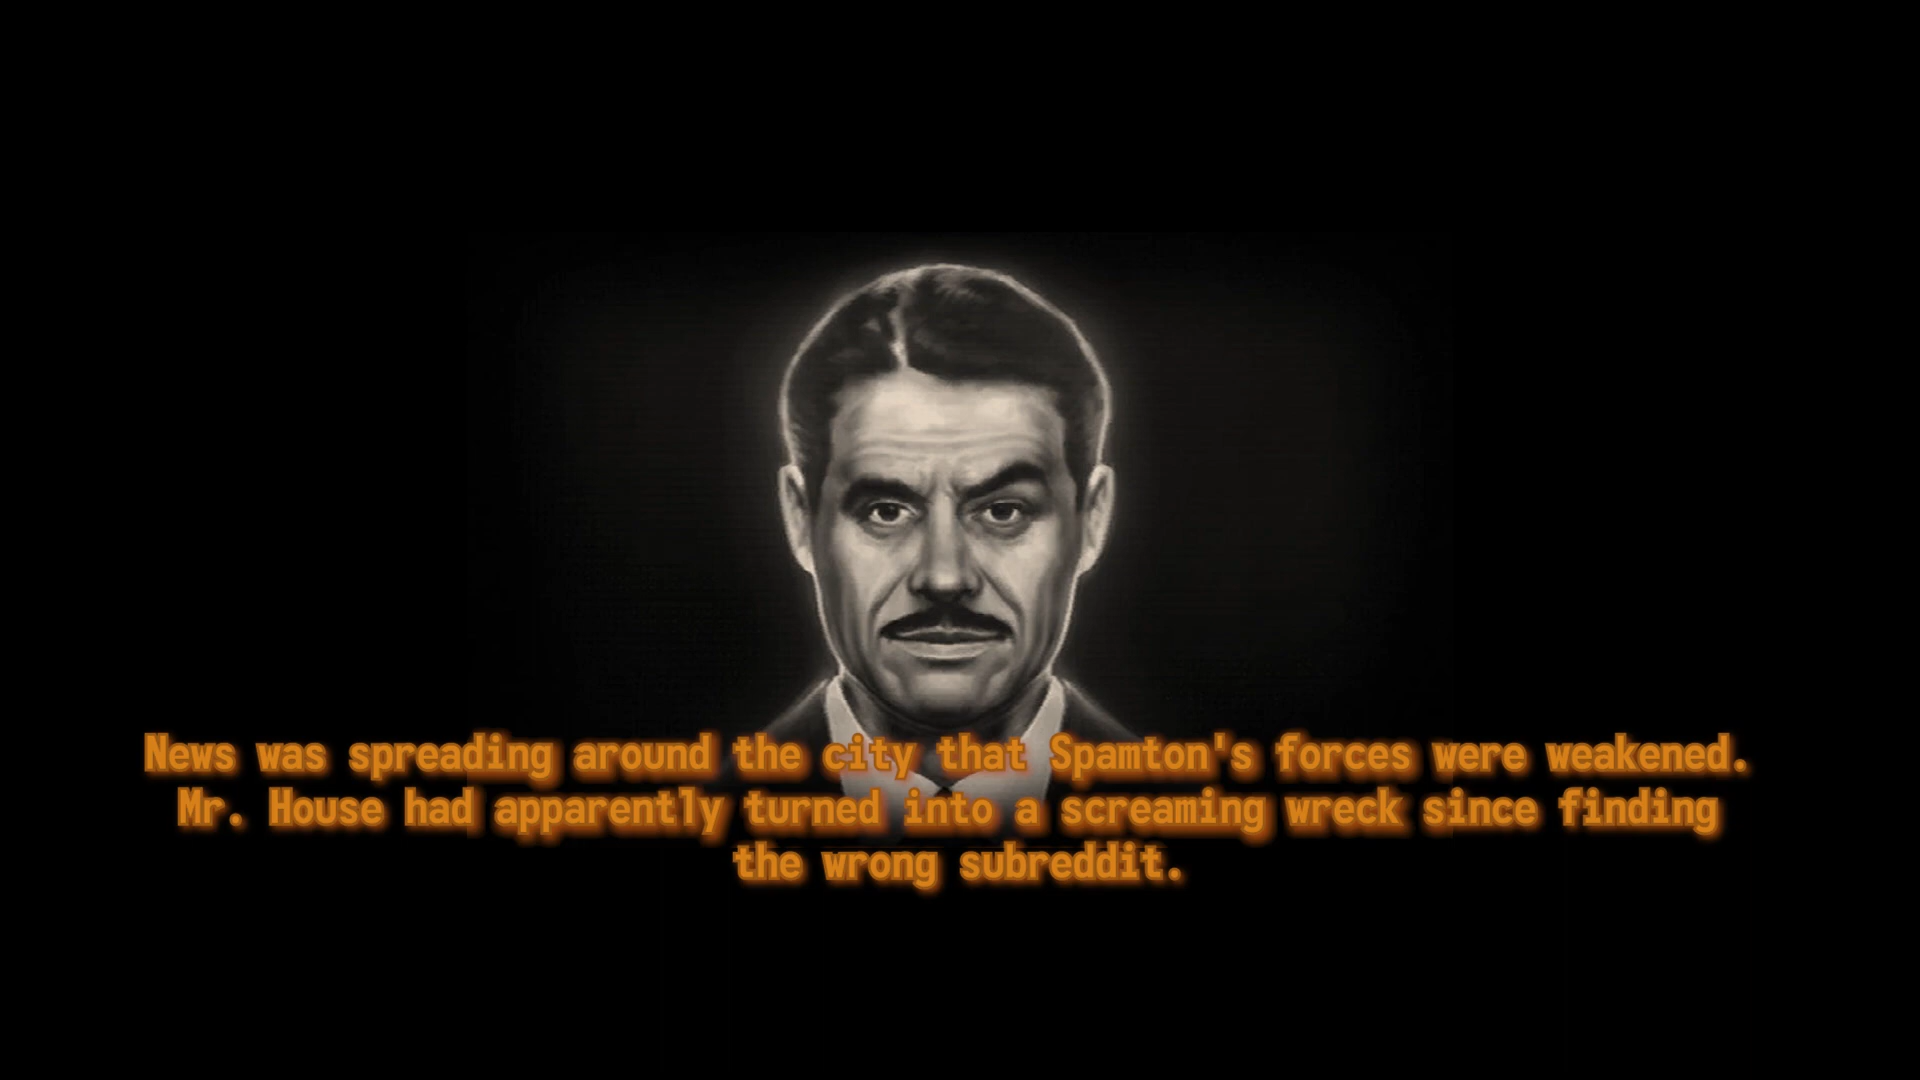 News was spreading around the city that Spamton's forces were weakened.
Mr. House had apparently turned into a screaming wreck since finding
the wrong subreddit.